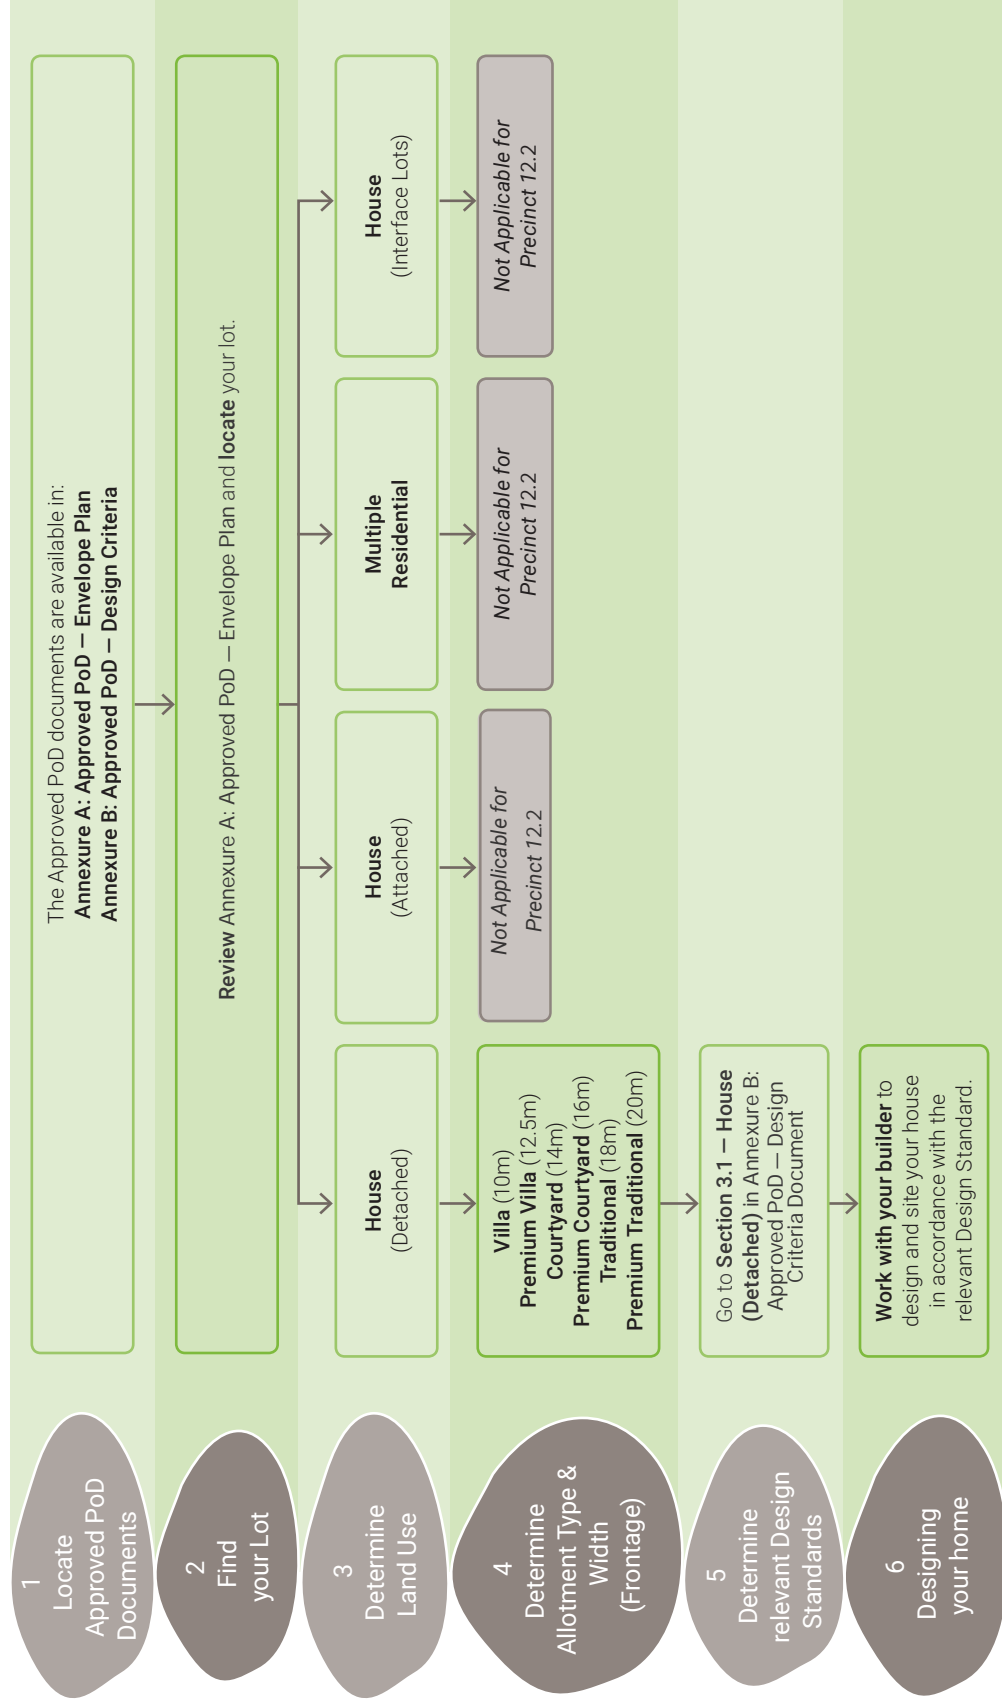 1
Locate
Approved PoD
Documents
The Approved PoD documents are available in:
Annexure A: Approved PoD — Envelope Plan
Annexure B: Approved PoD — Design Criteria
2
Find
your Lot
Review Annexure A: Approved PoD — Envelope Plan and locate your lot.
3
Determine
Land Use
House
(Detached)
House
(Attached)
Multiple
Residential
House
(Interface Lots)
4
Determine
Allotment Type &
Width
(Frontage)
Villa (10m)
Premium Villa (12.5m)
Courtyard (14m)
Premium Courtyard (16m)
Traditional (18m)
Premium Traditional (20m)
Not Applicable for
Precinct 12.2
Not Applicable for
Precinct 12.2
Not Applicable for
Precinct 12.2
5
Determine
relevant Design
Standards
Go to Section 3.1 — House
(Detached) in Annexure B:
Approved PoD — Design
Criteria Document
6
Designing
your home
Work with your builder to
design and site your house
in accordance with the
relevant Design Standard.